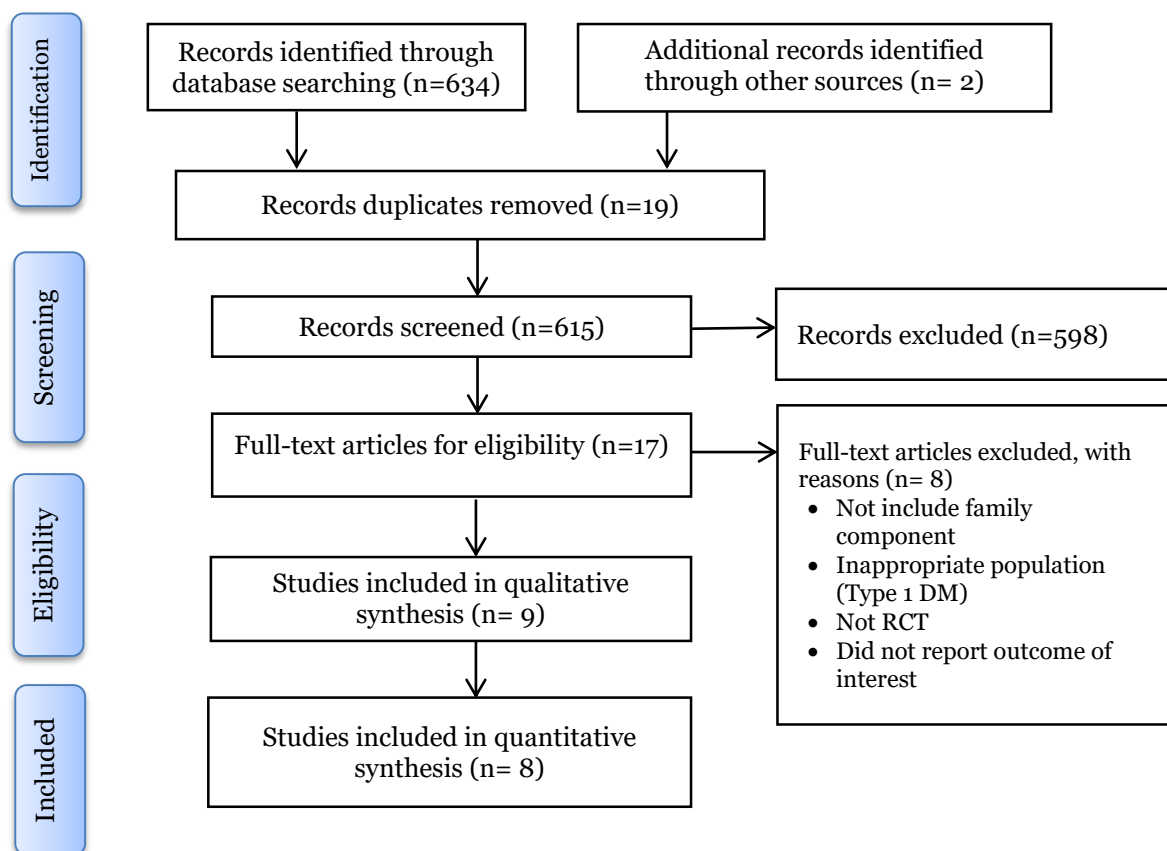 Identification
Records identified through
database searching (n=634)
Additional records identified
through other sources (n= 2)
Records duplicates removed (n=19)
Screening
Records screened (n=615)
Records excluded (n=598)
Full-text articles for eligibility (n=17)
Full-text articles excluded, with
reasons (n= 8)
• Not include family
component
• Inappropriate population
(Type 1 DM)
• Not RCT
• Did not report outcome of
interest
Eligibility
Studies included in qualitative
synthesis (n= 9)
Included
Studies included in quantitative
synthesis (n= 8)